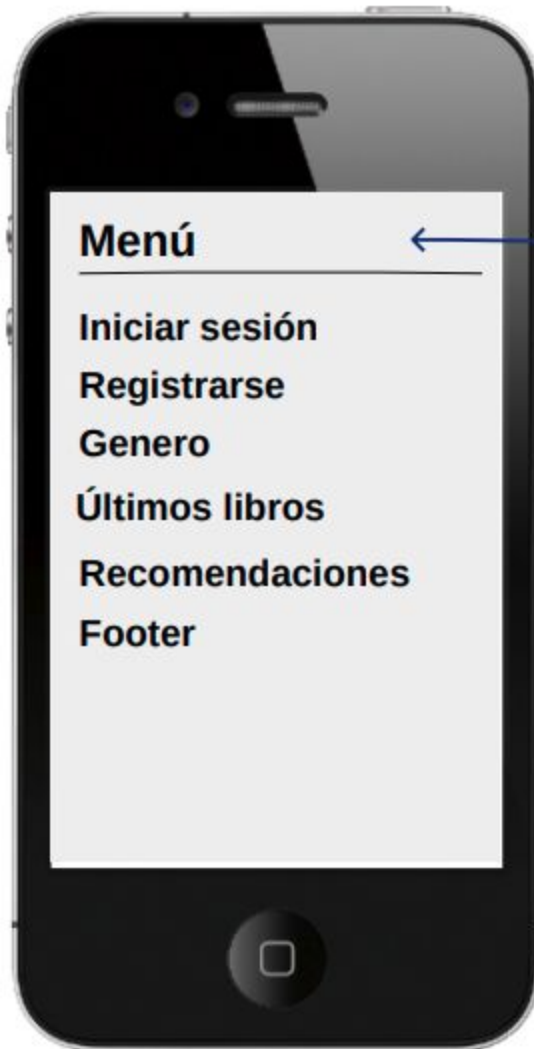 Menú
Iniciar sesión
Registrarse
Genero
Últimos libros
Recomendaciones
Footer